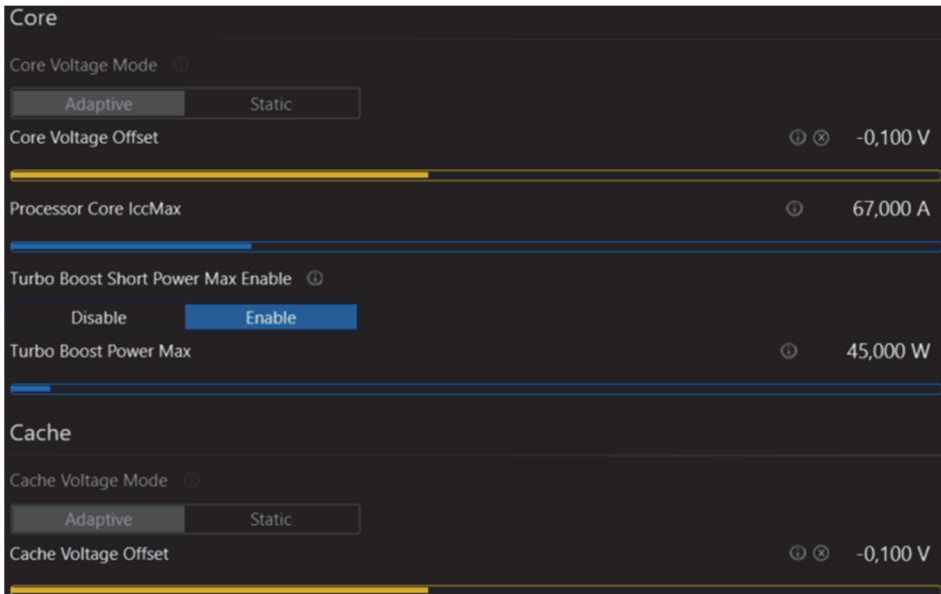 Core
Core Voltage Mode
Adaptive Static
Core Voltage Offset -0,100 V
Processor Core IccMax 67,000 A
Turbo Boost Short Power Max Enable
Disable Enable
Turbo Boost Power Max 45,000 W
Cache
Cache Voltage Mode
Adaptive Static
Cache Voltage Offset -0,100 V